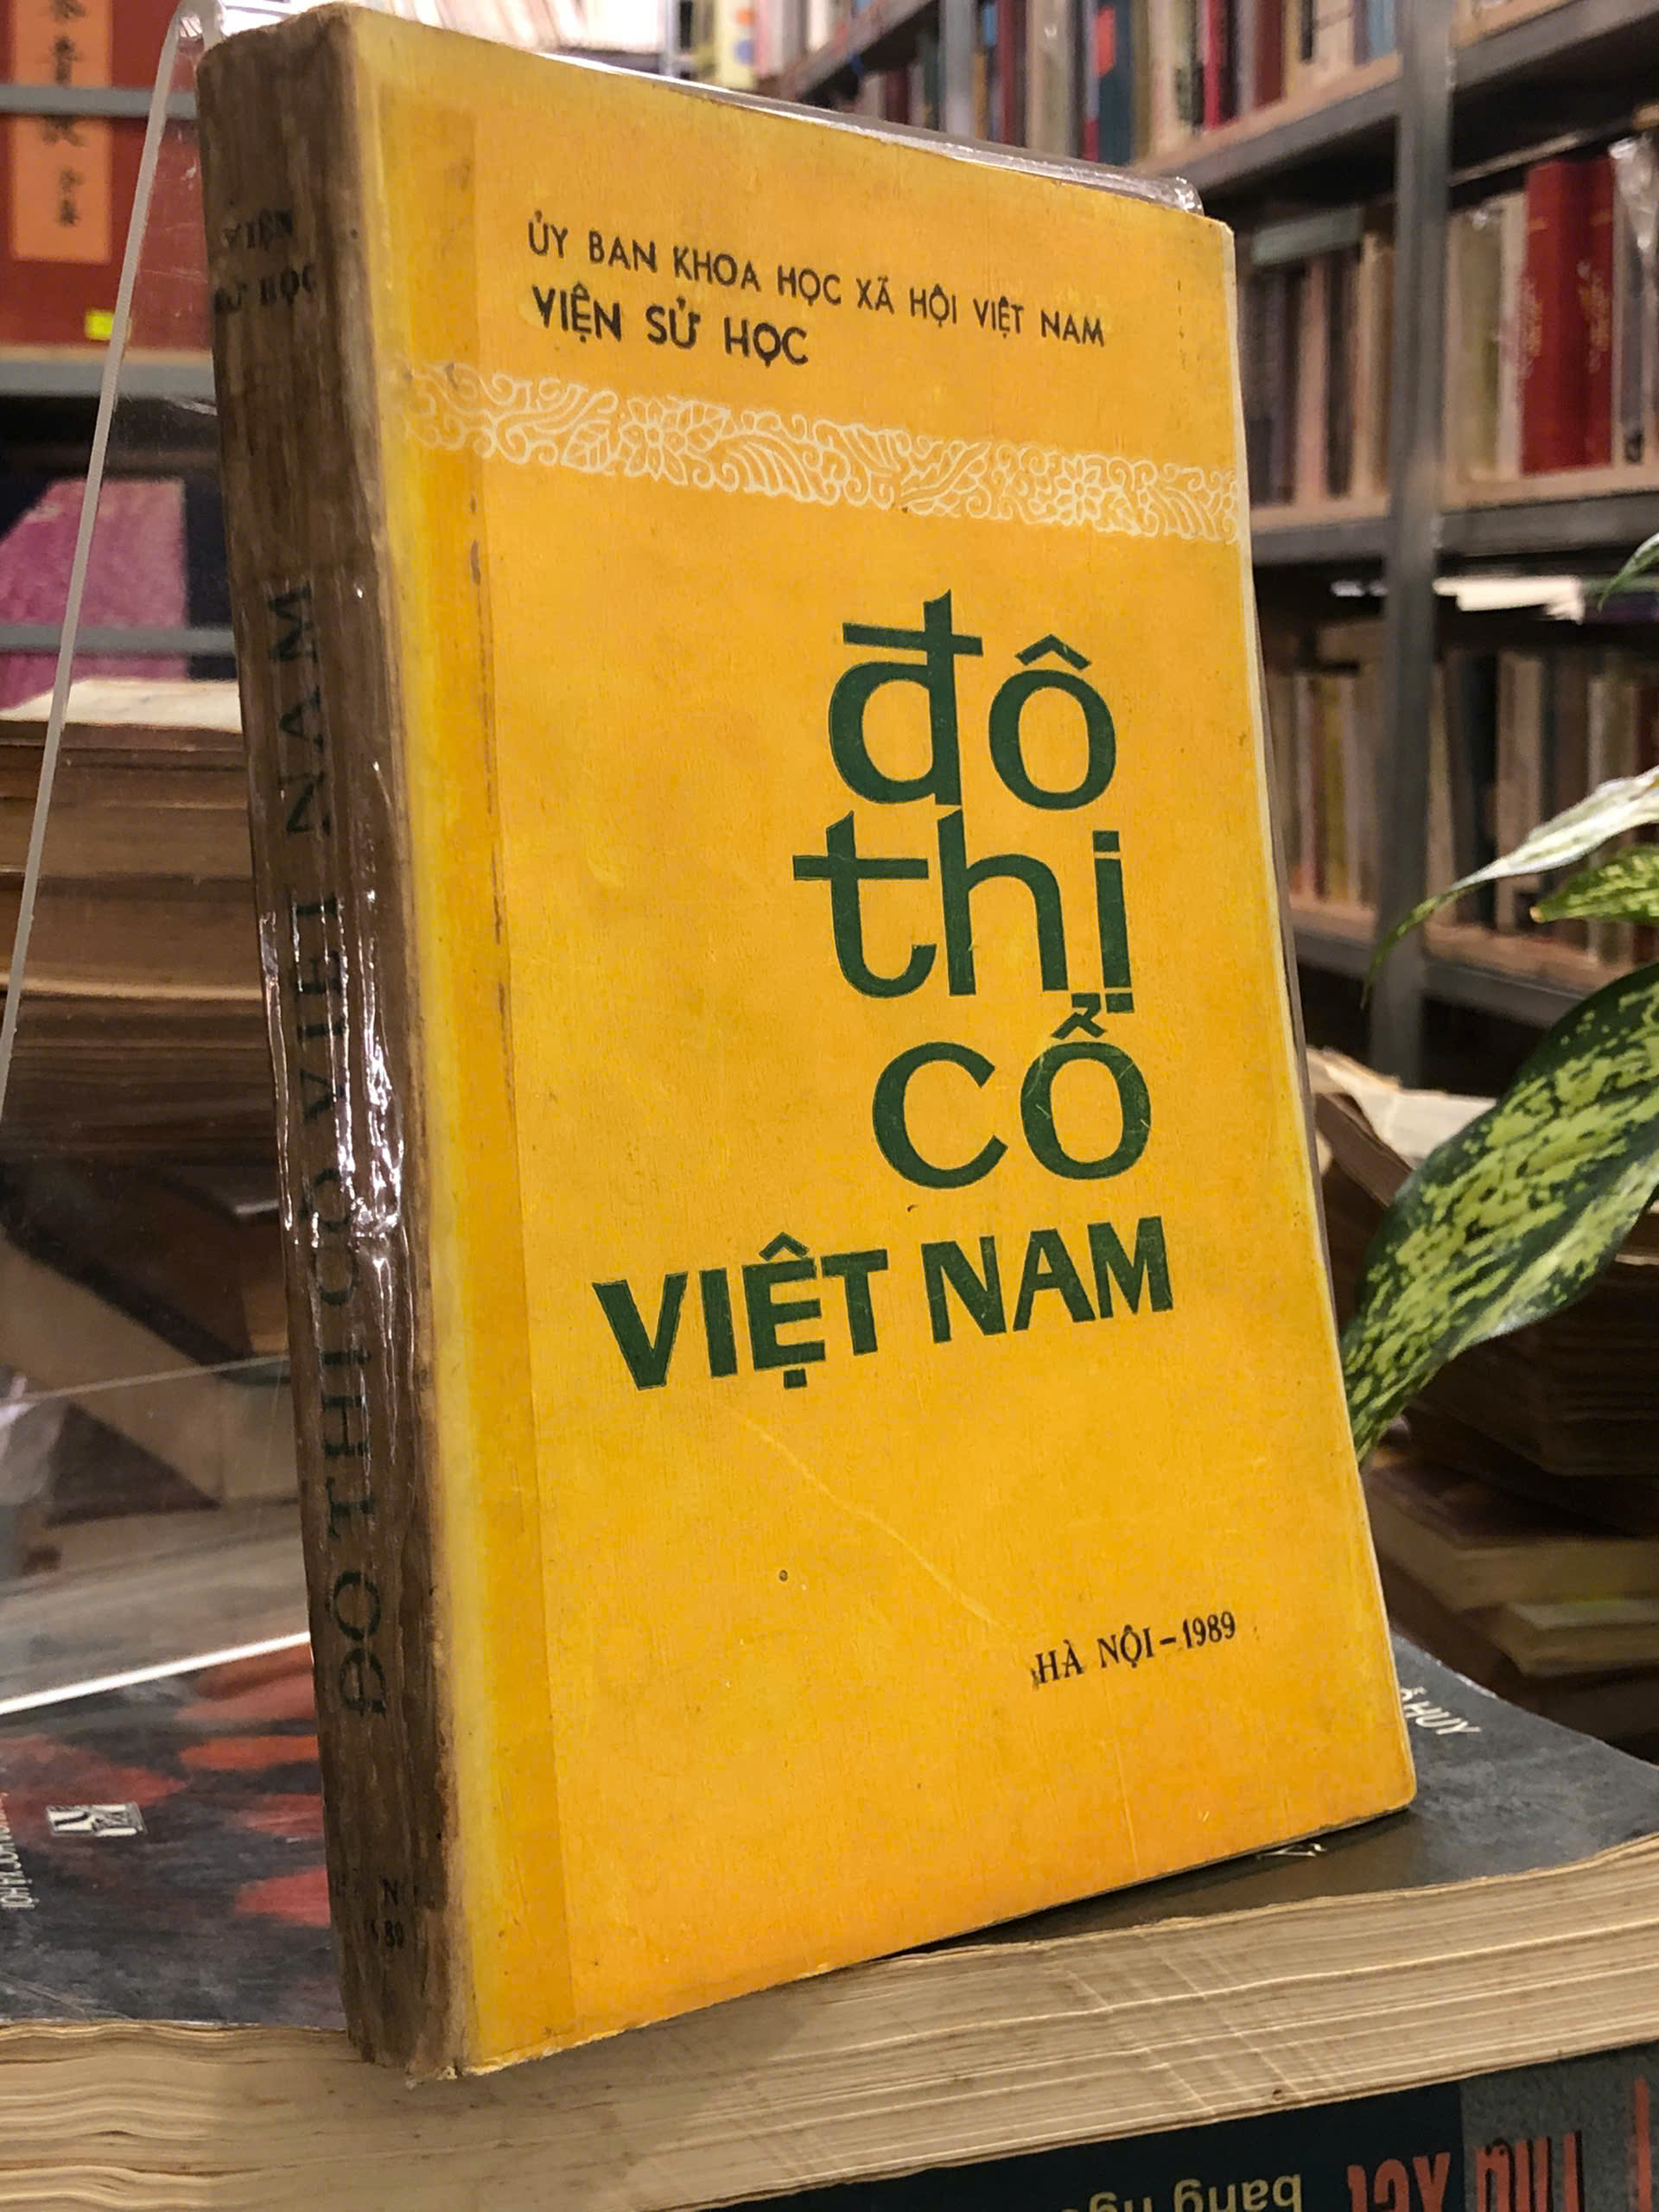 ỦY BAN KHOA HỌC XÃ HỘI VIỆT NAM
VIỆN SỬ HỌC
đô
thị
cổ
VIỆT NAM
HÀ NỘI-1989
VIỆN
SỬ HỌC
ĐÔ THỊ CỔ VIỆT NAM
HUY